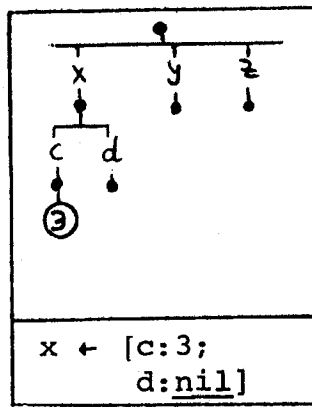 x y z
c d
3
x ← [c:3;
d:nil]